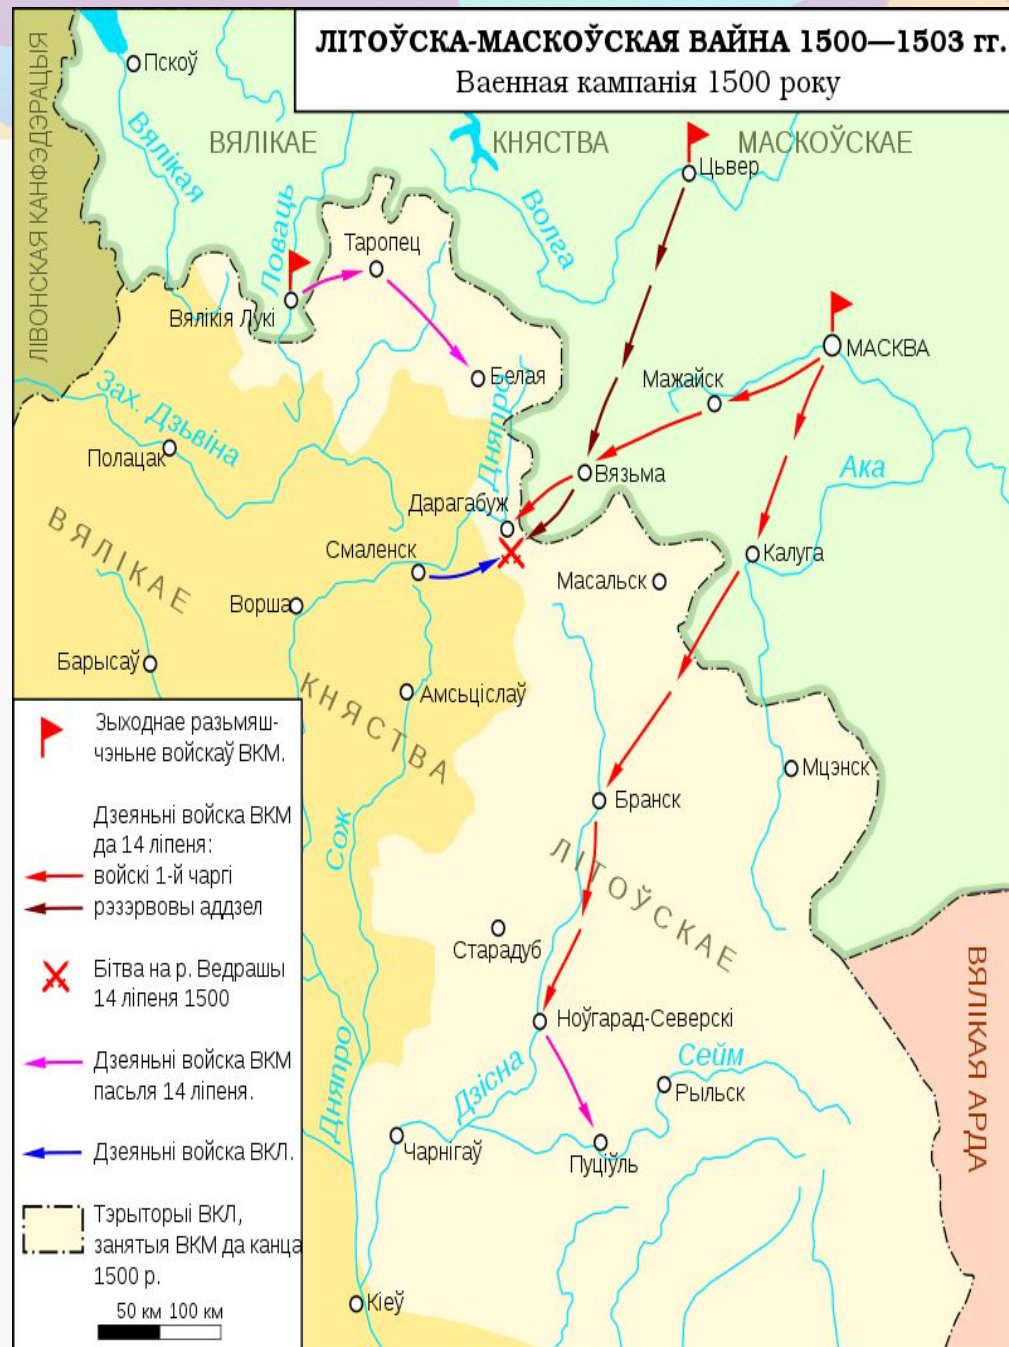 ЛІТОЎСКА-МАСКОЎСКАЯ ВАЙНА 1500—1503 гг.
Ваенная кампанія 1500 року
ЛІВОНСКАЯ КАНФЭДЭРАЦЫЯ
Пскоў
Вялікая
ВЯЛІКАЕ
КНЯСТВА
МАСКОЎСКАЕ
Цьвер
Ловаць
Волга
Таропец
Вялікія Лукі
МАСКВА
Белая
Мажайск
Зах. Дзьвіна
Дняпро
Полацак
Вязьма
Ака
Дарагабуж
ВЯЛІКАЕ
Смаленск
Калуга
Масальск
Ворша
Барысаў
КНЯСТВА
Амсьціслаў
Мцэнск
Бранск
Сож
ЛІТОЎСКАЕ
Старадуб
ВЯЛІКАЯ АРДА
Ноўгарад-Северскі
Дняпро
Дзісна
Сейм
Рыльск
Чарнігаў
Пуціўль
Кіеў
Зыходнае разьмяш-
чэньне войскаў ВКМ.
Дзеяньні войска ВКМ
да 14 ліпеня:
войскі 1-й чаргі
рэзэрвовы аддзел
Бітва на р. Ведрашы
14 ліпеня 1500
Дзеяньні войска ВКМ
пасьля 14 ліпеня.
Дзеяньні войска ВКЛ.
Тэрыторыі ВКЛ,
занятыя ВКМ да канца
1500 р.
50 км 100 км